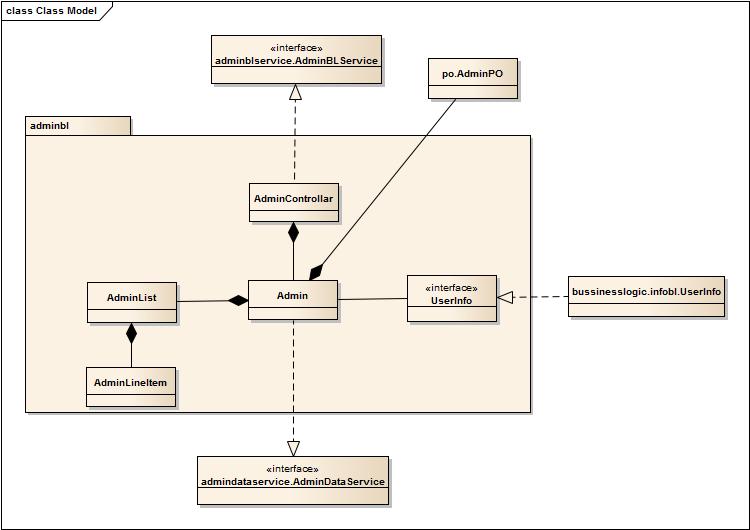 class Class Model
«interface»
adminblservice.AdminBLService
po.AdminPO
adminbl
AdminControllar
AdminList
Admin
«interface»
UserInfo
bussinesslogic.infobl.UserInfo
AdminLineItem
«interface»
admindataservice.AdminDataService